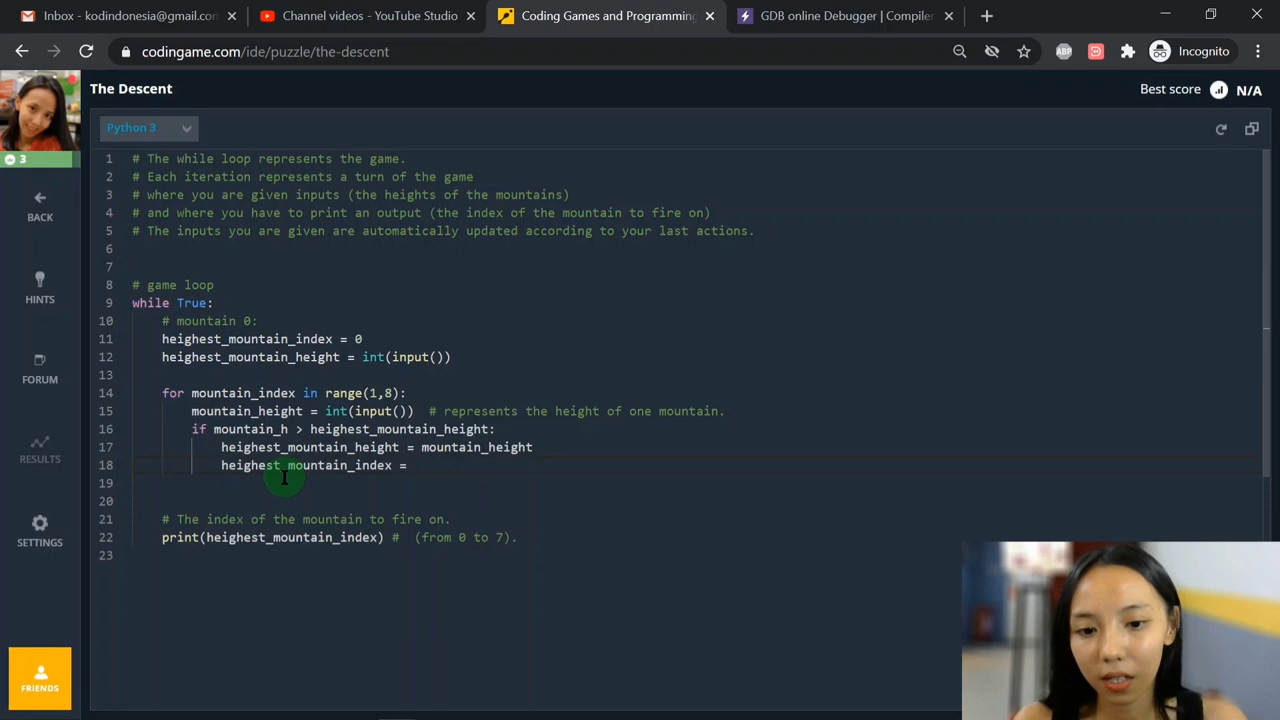 Inbox - kodindonesia@gmail.co
Channel videos - YouTube Studio
Coding Games and Programming
GDB online Debugger | Compiler
codingame.com/ide/puzzle/the-descent
ABP
Incognito
The Descent
Best score
N/A
Python 3
3
BACK
HINTS
FORUM
RESULTS
SETTINGS
FRIENDS
1 # The while loop represents the game.
2 # Each iteration represents a turn of the game
3 # where you are given inputs (the heights of the mountains)
4 # and where you have to print an output (the index of the mountain to fire on)
5 # The inputs you are given are automatically updated according to your last actions.
6
7
8 # game loop
9 while True:
10 # mountain 0:
11 heighest_mountain_index = 0
12 heighest_mountain_height = int(input())
13
14 for mountain_index in range(1,8):
15 mountain_height = int(input()) # represents the height of one mountain.
16 if mountain_h > heighest_mountain_height:
17 heighest_mountain_height = mountain_height
18 heighest_mountain_index =
19
20
21 # The index of the mountain to fire on.
22 print(heighest_mountain_index) # (from 0 to 7).
23